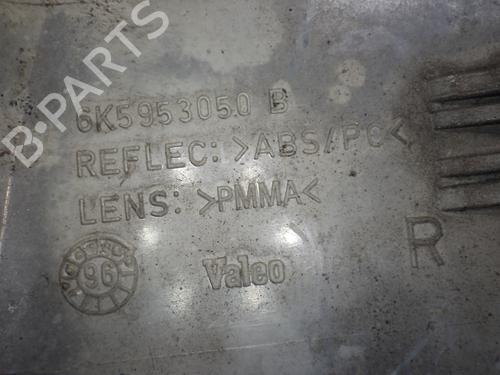 B-PARTS
6K5953050 B
REFLEC: >ABS/PC<
LENS: >PMMA<
R
96
Valeo